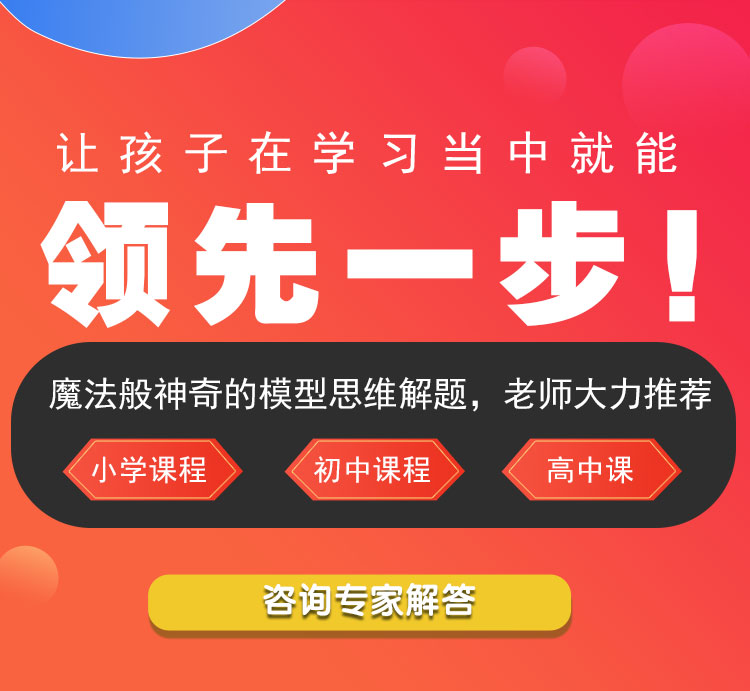 让孩子在学习当中就能
领先一步！
魔法般神奇的模型思维解题，老师大力推荐
小学课程 初中课程 高中课
咨询专家解答